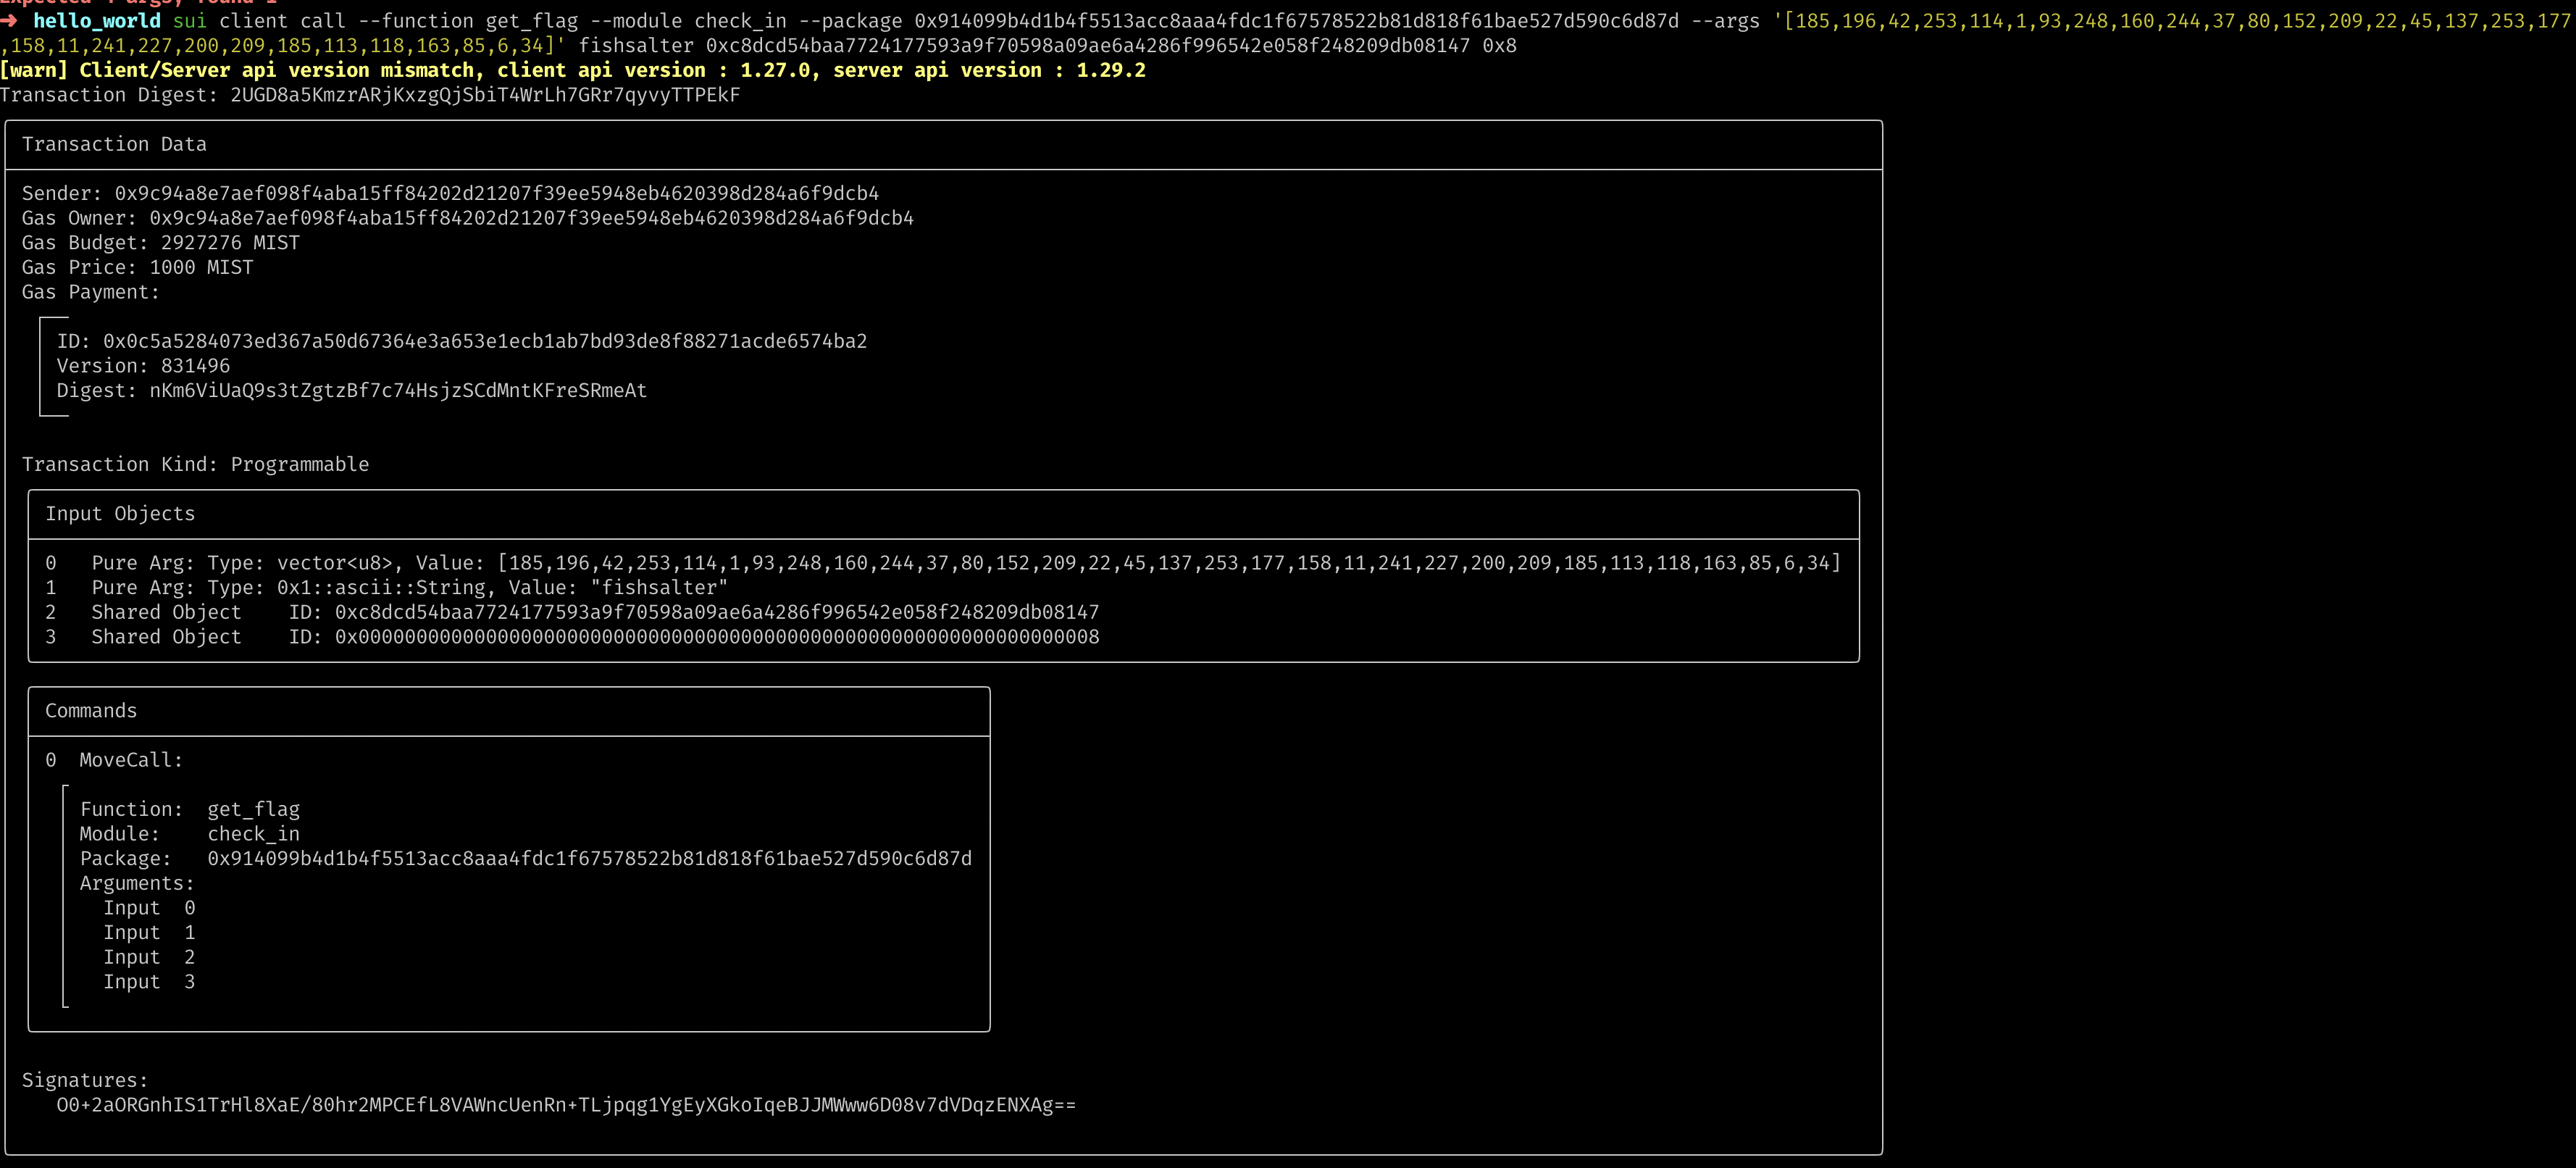 ➜ hello_world sui client call --function get_flag --module check_in --package 0x914099b4d1b4f5513acc8aaa4fdc1f67578522b81d818f61bae527d590c6d87d --args '[185,196,42,253,114,1,93,248,160,244,37,80,152,209,22,45,137,253,177
,158,11,241,227,200,209,185,113,118,163,85,6,34]' fishsalter 0xc8dcd54baa7724177593a9f70598a09ae6a4286f996542e058f248209db08147 0x8
[warn] Client/Server api version mismatch, client api version : 1.27.0, server api version : 1.29.2
Transaction Digest: 2UGD8a5KmzrARjKxzgQjSbiT4WrLh7GRr7qyvyTTPEkF
Transaction Data
Sender: 0x9c94a8e7aef098f4aba15ff84202d21207f39ee5948eb4620398d284a6f9dcb4
Gas Owner: 0x9c94a8e7aef098f4aba15ff84202d21207f39ee5948eb4620398d284a6f9dcb4
Gas Budget: 2927276 MIST
Gas Price: 1000 MIST
Gas Payment:
ID: 0x0c5a5284073ed367a50d67364e3a653e1ecb1ab7bd93de8f88271acde6574ba2
Version: 831496
Digest: nKm6ViUaQ9s3tZgtzBf7c74HsjzSCdMntKFreSRmeAt
Transaction Kind: Programmable
Input Objects
0 Pure Arg: Type: vector<u8>, Value: [185,196,42,253,114,1,93,248,160,244,37,80,152,209,22,45,137,253,177,158,11,241,227,200,209,185,113,118,163,85,6,34]
1 Pure Arg: Type: 0x1::ascii::String, Value: "fishsalter"
2 Shared Object ID: 0xc8dcd54baa7724177593a9f70598a09ae6a4286f996542e058f248209db08147
3 Shared Object ID: 0x0000000000000000000000000000000000000000000000000000000000000008
Commands
0 MoveCall:
Function: get_flag
Module: check_in
Package: 0x914099b4d1b4f5513acc8aaa4fdc1f67578522b81d818f61bae527d590c6d87d
Arguments:
Input 0
Input 1
Input 2
Input 3
Signatures:
O0+2aORGnhIS1TrHl8XaE/80hr2MPCEfL8VAWncUenRn+TLjpqg1YgEyXGkoIqeBJJMWww6D08v7dVDqzENXAg==